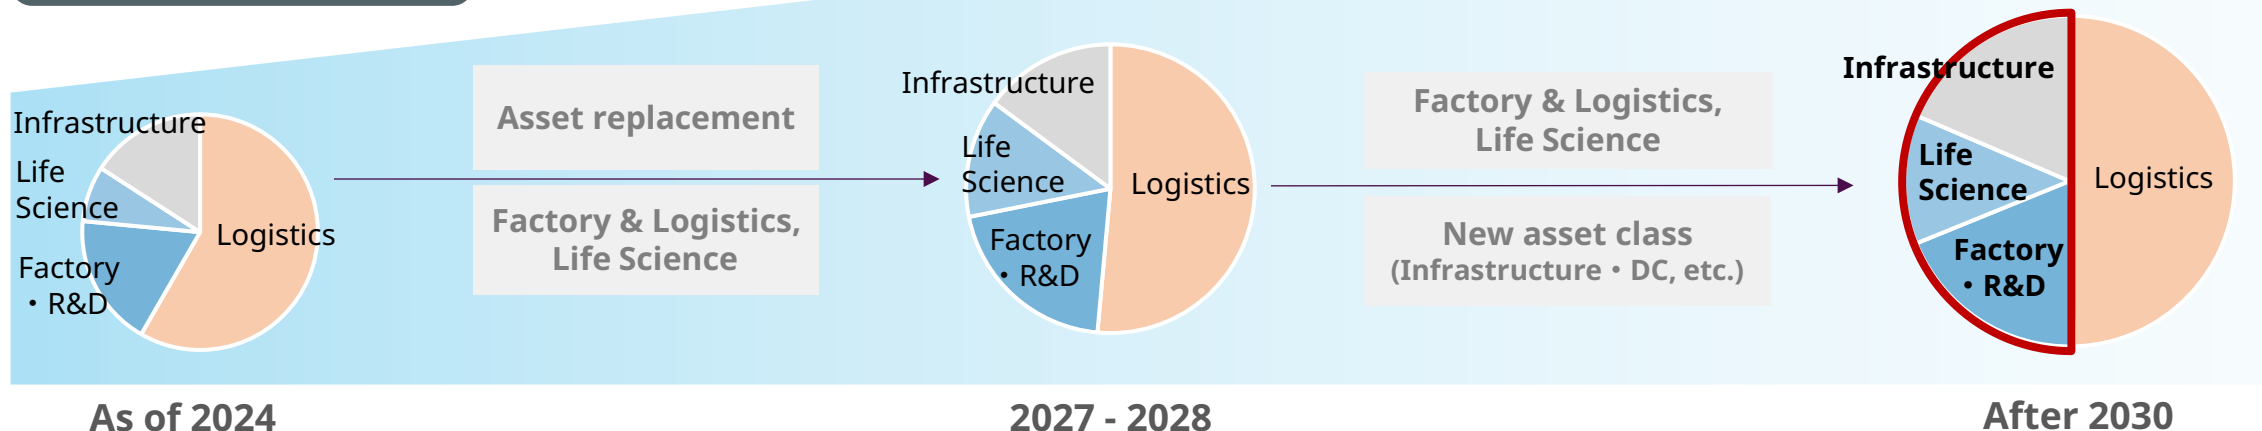 Infrastructure
Life
Science
Factory
・R&D
Logistics
As of 2024
Asset replacement
Factory & Logistics,
Life Science
Infrastructure
Life
Science
Factory
・R&D
Logistics
2027 - 2028
Factory & Logistics,
Life Science
New asset class
(Infrastructure・DC, etc.)
Infrastructure
Life
Science
Factory
・R&D
Logistics
After 2030